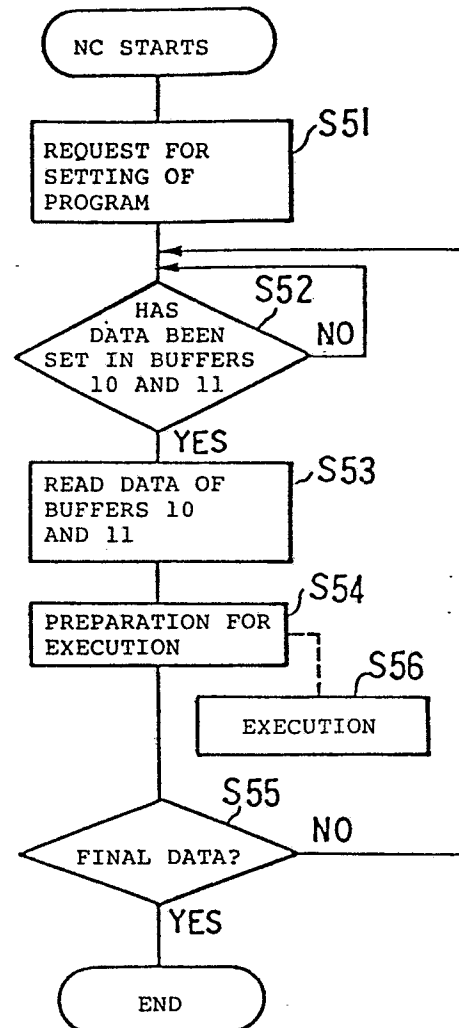 NC STARTS
S51
REQUEST FOR
SETTING OF
PROGRAM
S52
HAS
DATA BEEN
SET IN BUFFERS
10 AND 11
NO
YES
S53
READ DATA OF
BUFFERS 10
AND 11
S54
PREPARATION FOR
EXECUTION
S56
EXECUTION
S55
FINAL DATA?
NO
YES
END